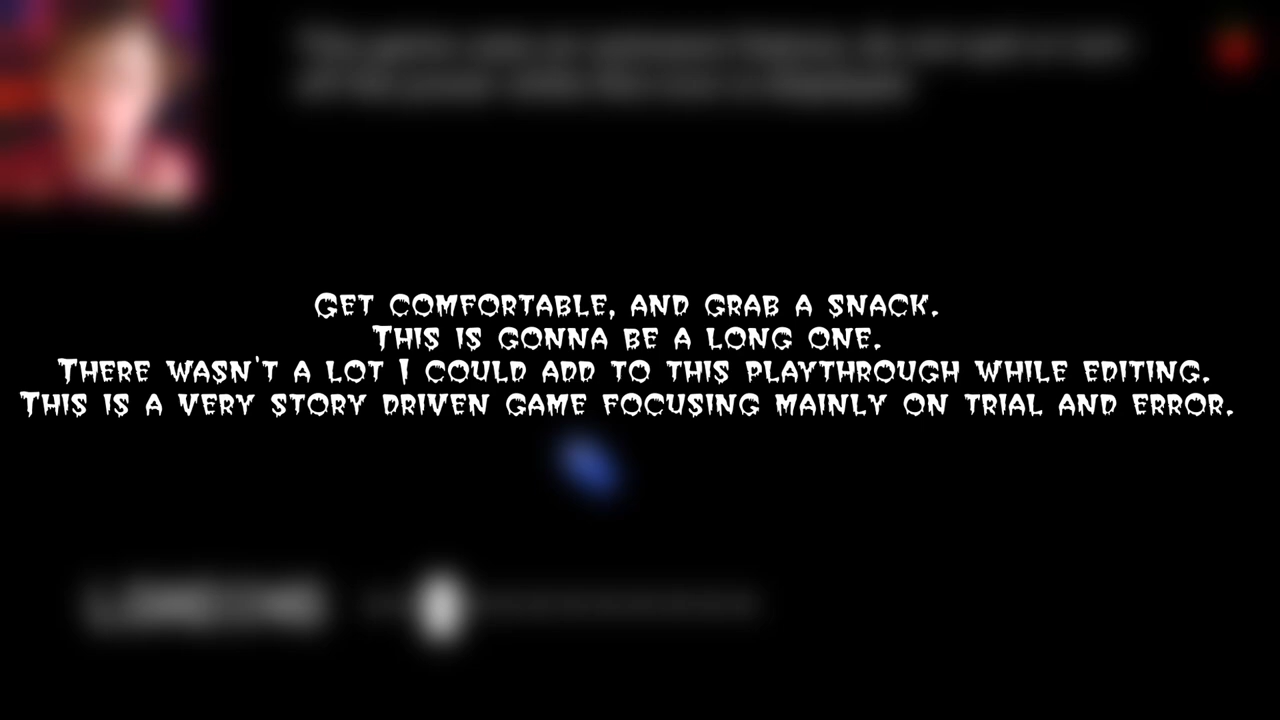 Get comfortable, and grab a snack.
This is gonna be a long one.
There wasn't a lot I could add to this playthrough while editing.
This is a very story driven game focusing mainly on trial and error.